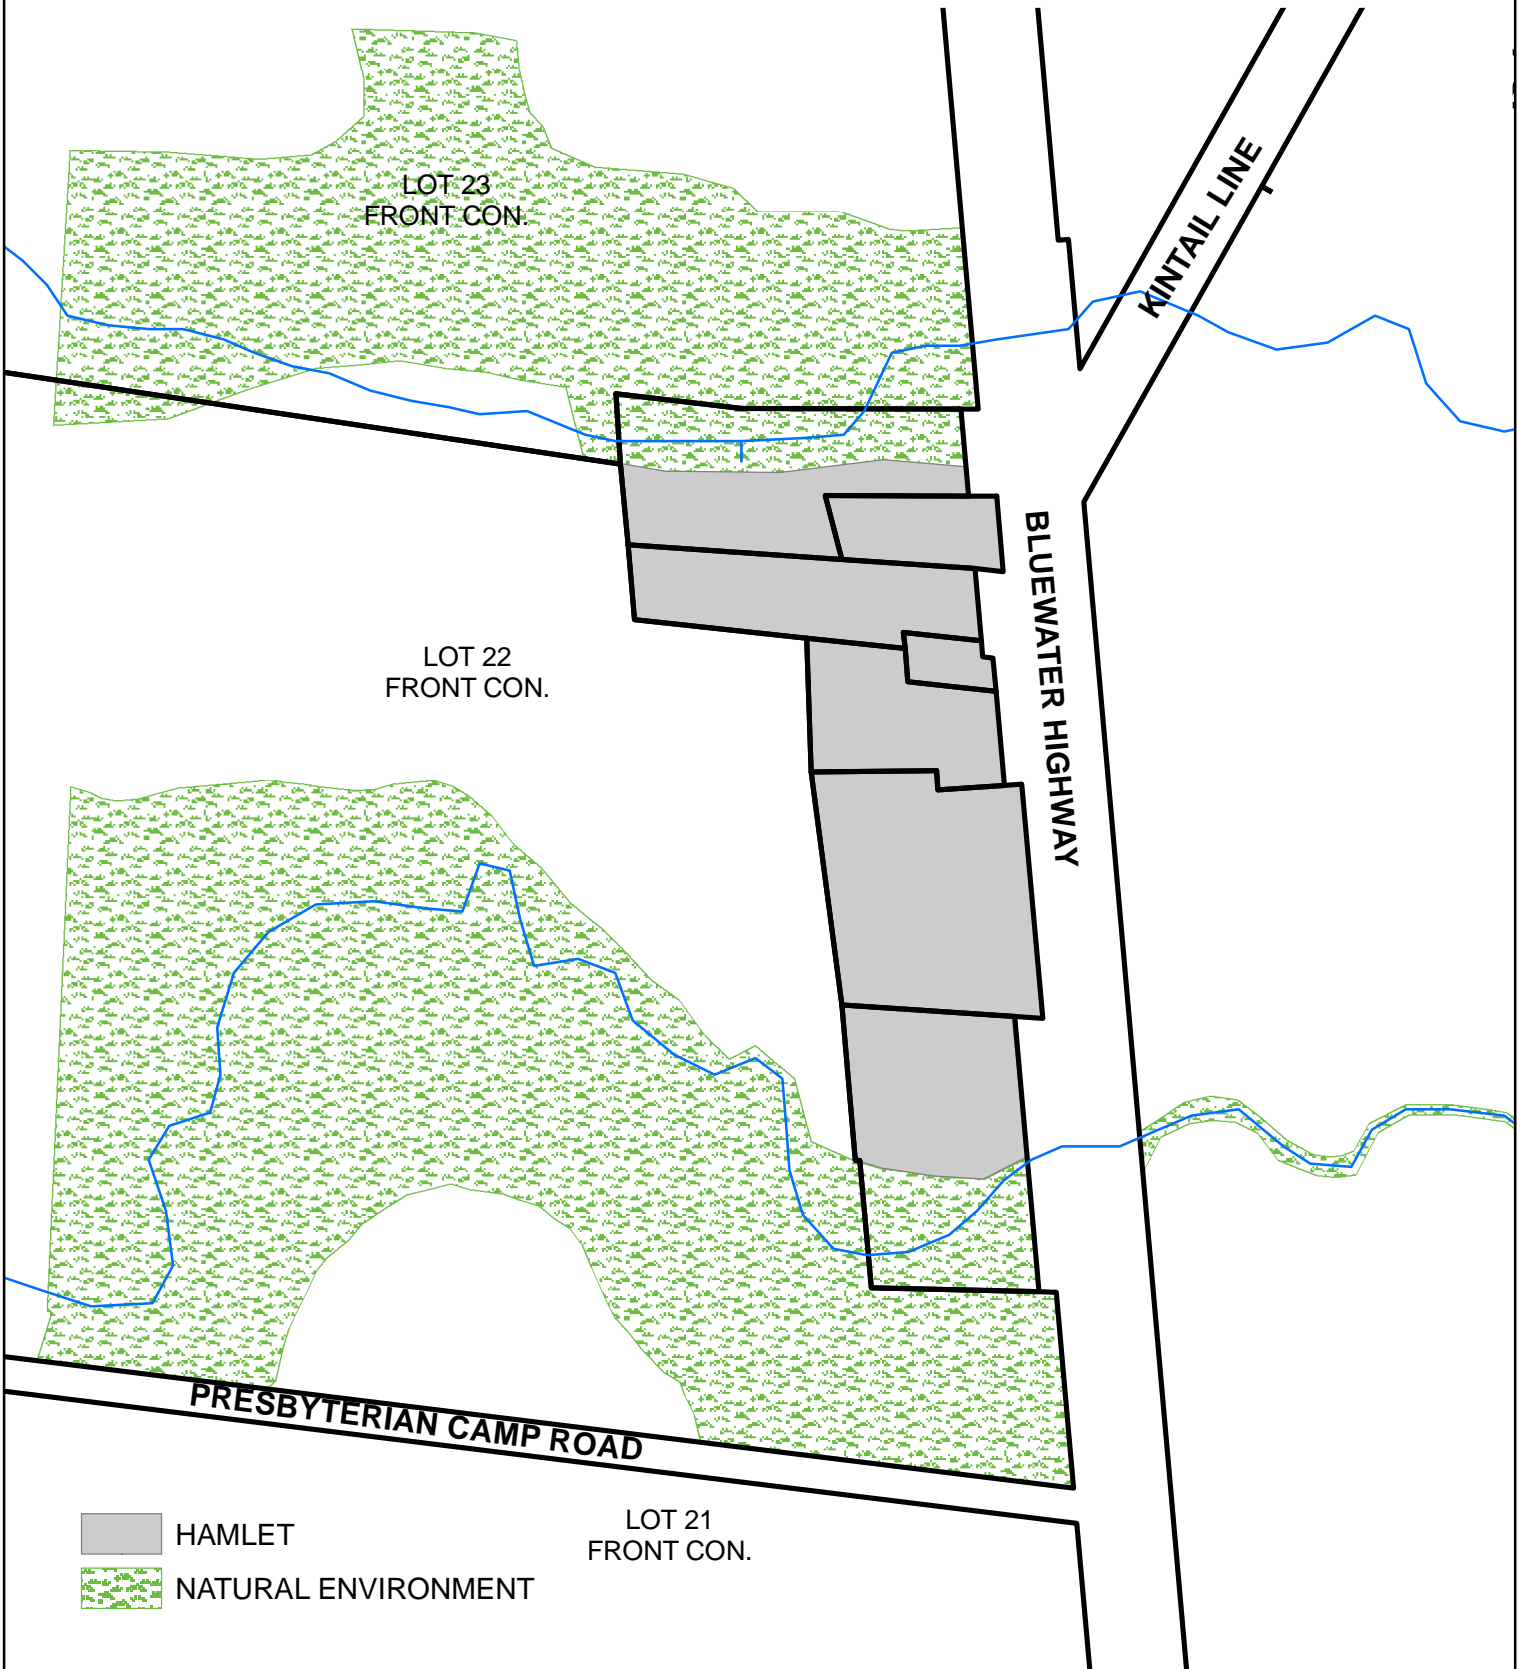 LOT 23
FRONT CON.
KINTAIL LINE
BLUEWATER HIGHWAY
LOT 22
FRONT CON.
PRESBYTERIAN CAMP ROAD
LOT 21
FRONT CON.
HAMLET
NATURAL ENVIRONMENT